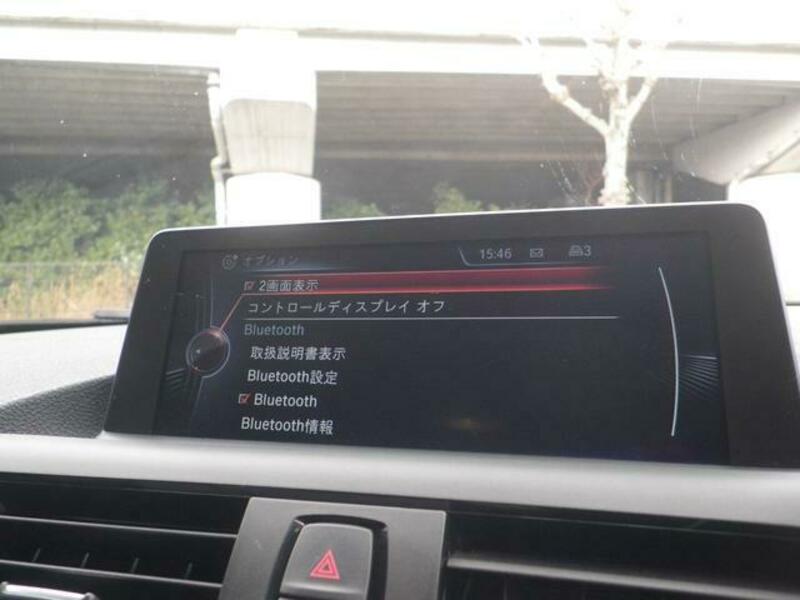 オプション
15:46
3
2画面表示
コントロールディスプレイ オフ
Bluetooth
取扱説明書表示
Bluetooth設定
Bluetooth
Bluetooth情報